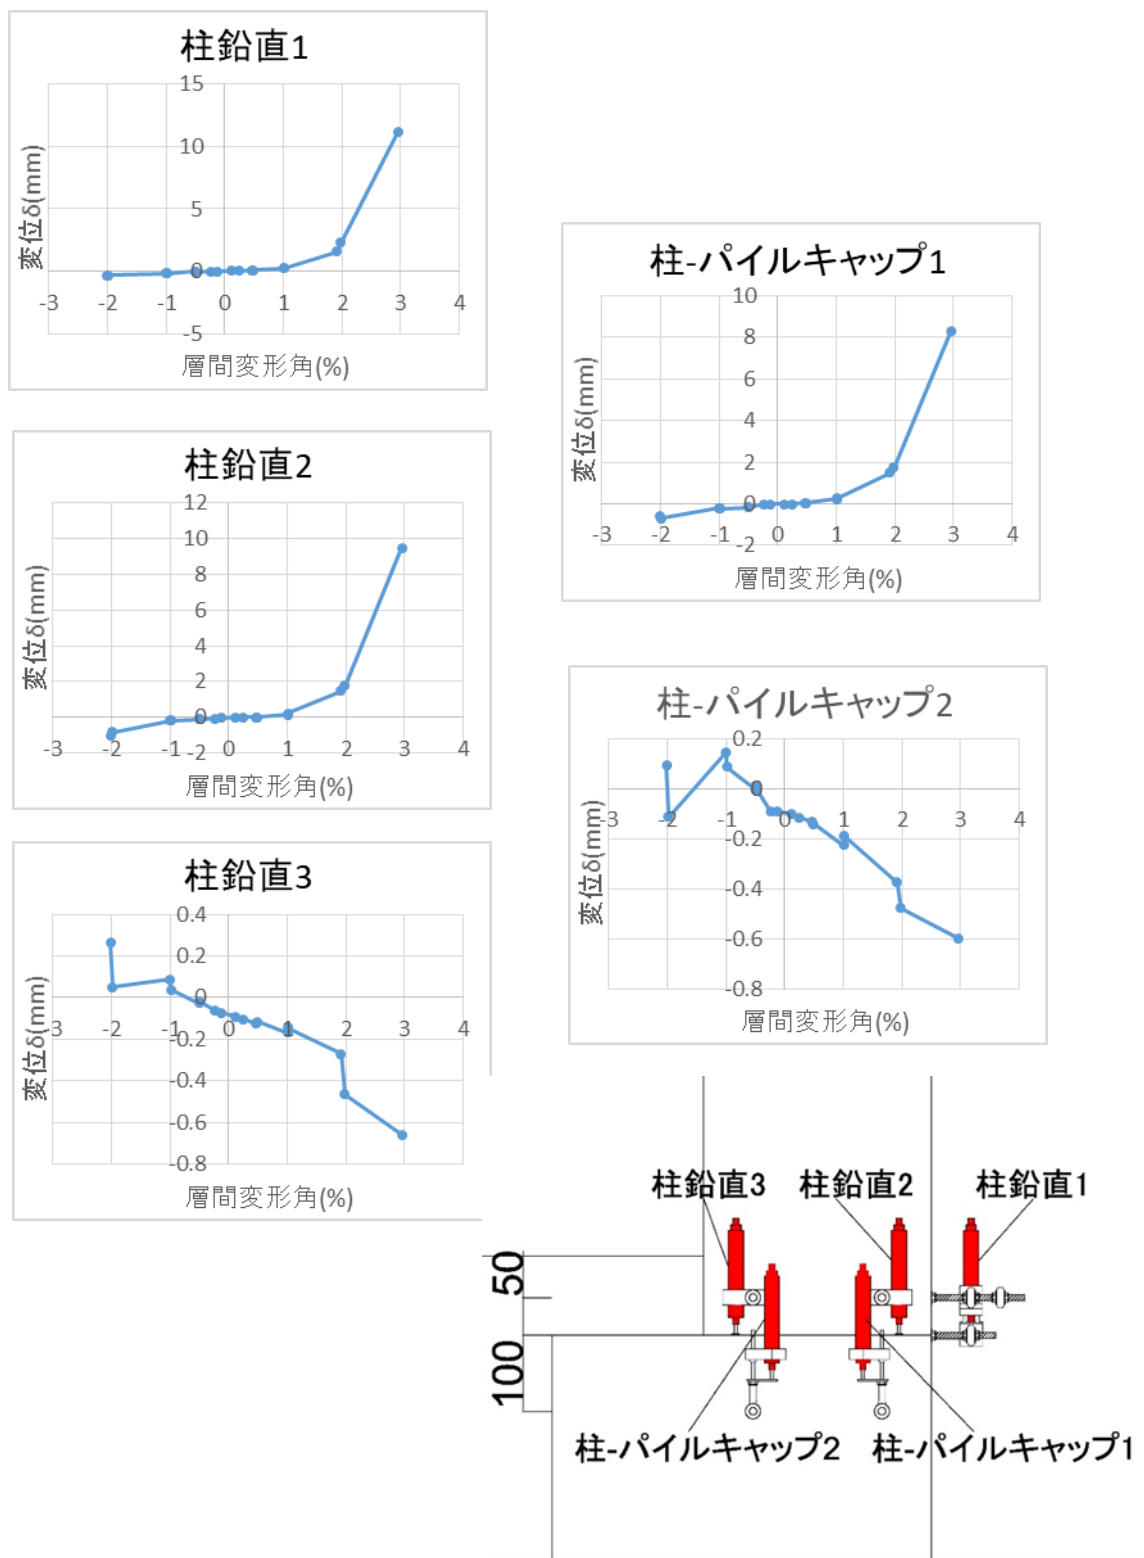 柱鉛直1
15
10
5
0
-5
-3 -2 -1 0 1 2 3 4
変位δ(mm)
層間変形角(%)
柱-パイルキャップ1
10
8
6
4
2
0
-2
-3 -2 -1 0 1 2 3 4
変位δ(mm)
層間変形角(%)
柱鉛直2
12
10
8
6
4
2
0
-2
-3 -2 -1 0 1 2 3 4
変位δ(mm)
層間変形角(%)
柱-パイルキャップ2
0.2
0
-0.2
-0.4
-0.6
-0.8
-3 -2 -1 0 1 2 3 4
変位δ(mm)
層間変形角(%)
柱鉛直3
0.4
0.2
0
-0.2
-0.4
-0.6
-0.8
-3 -2 -1 0 1 2 3 4
変位δ(mm)
層間変形角(%)
柱鉛直3 柱鉛直2 柱鉛直1
50
100
柱-パイルキャップ2 柱-パイルキャップ1